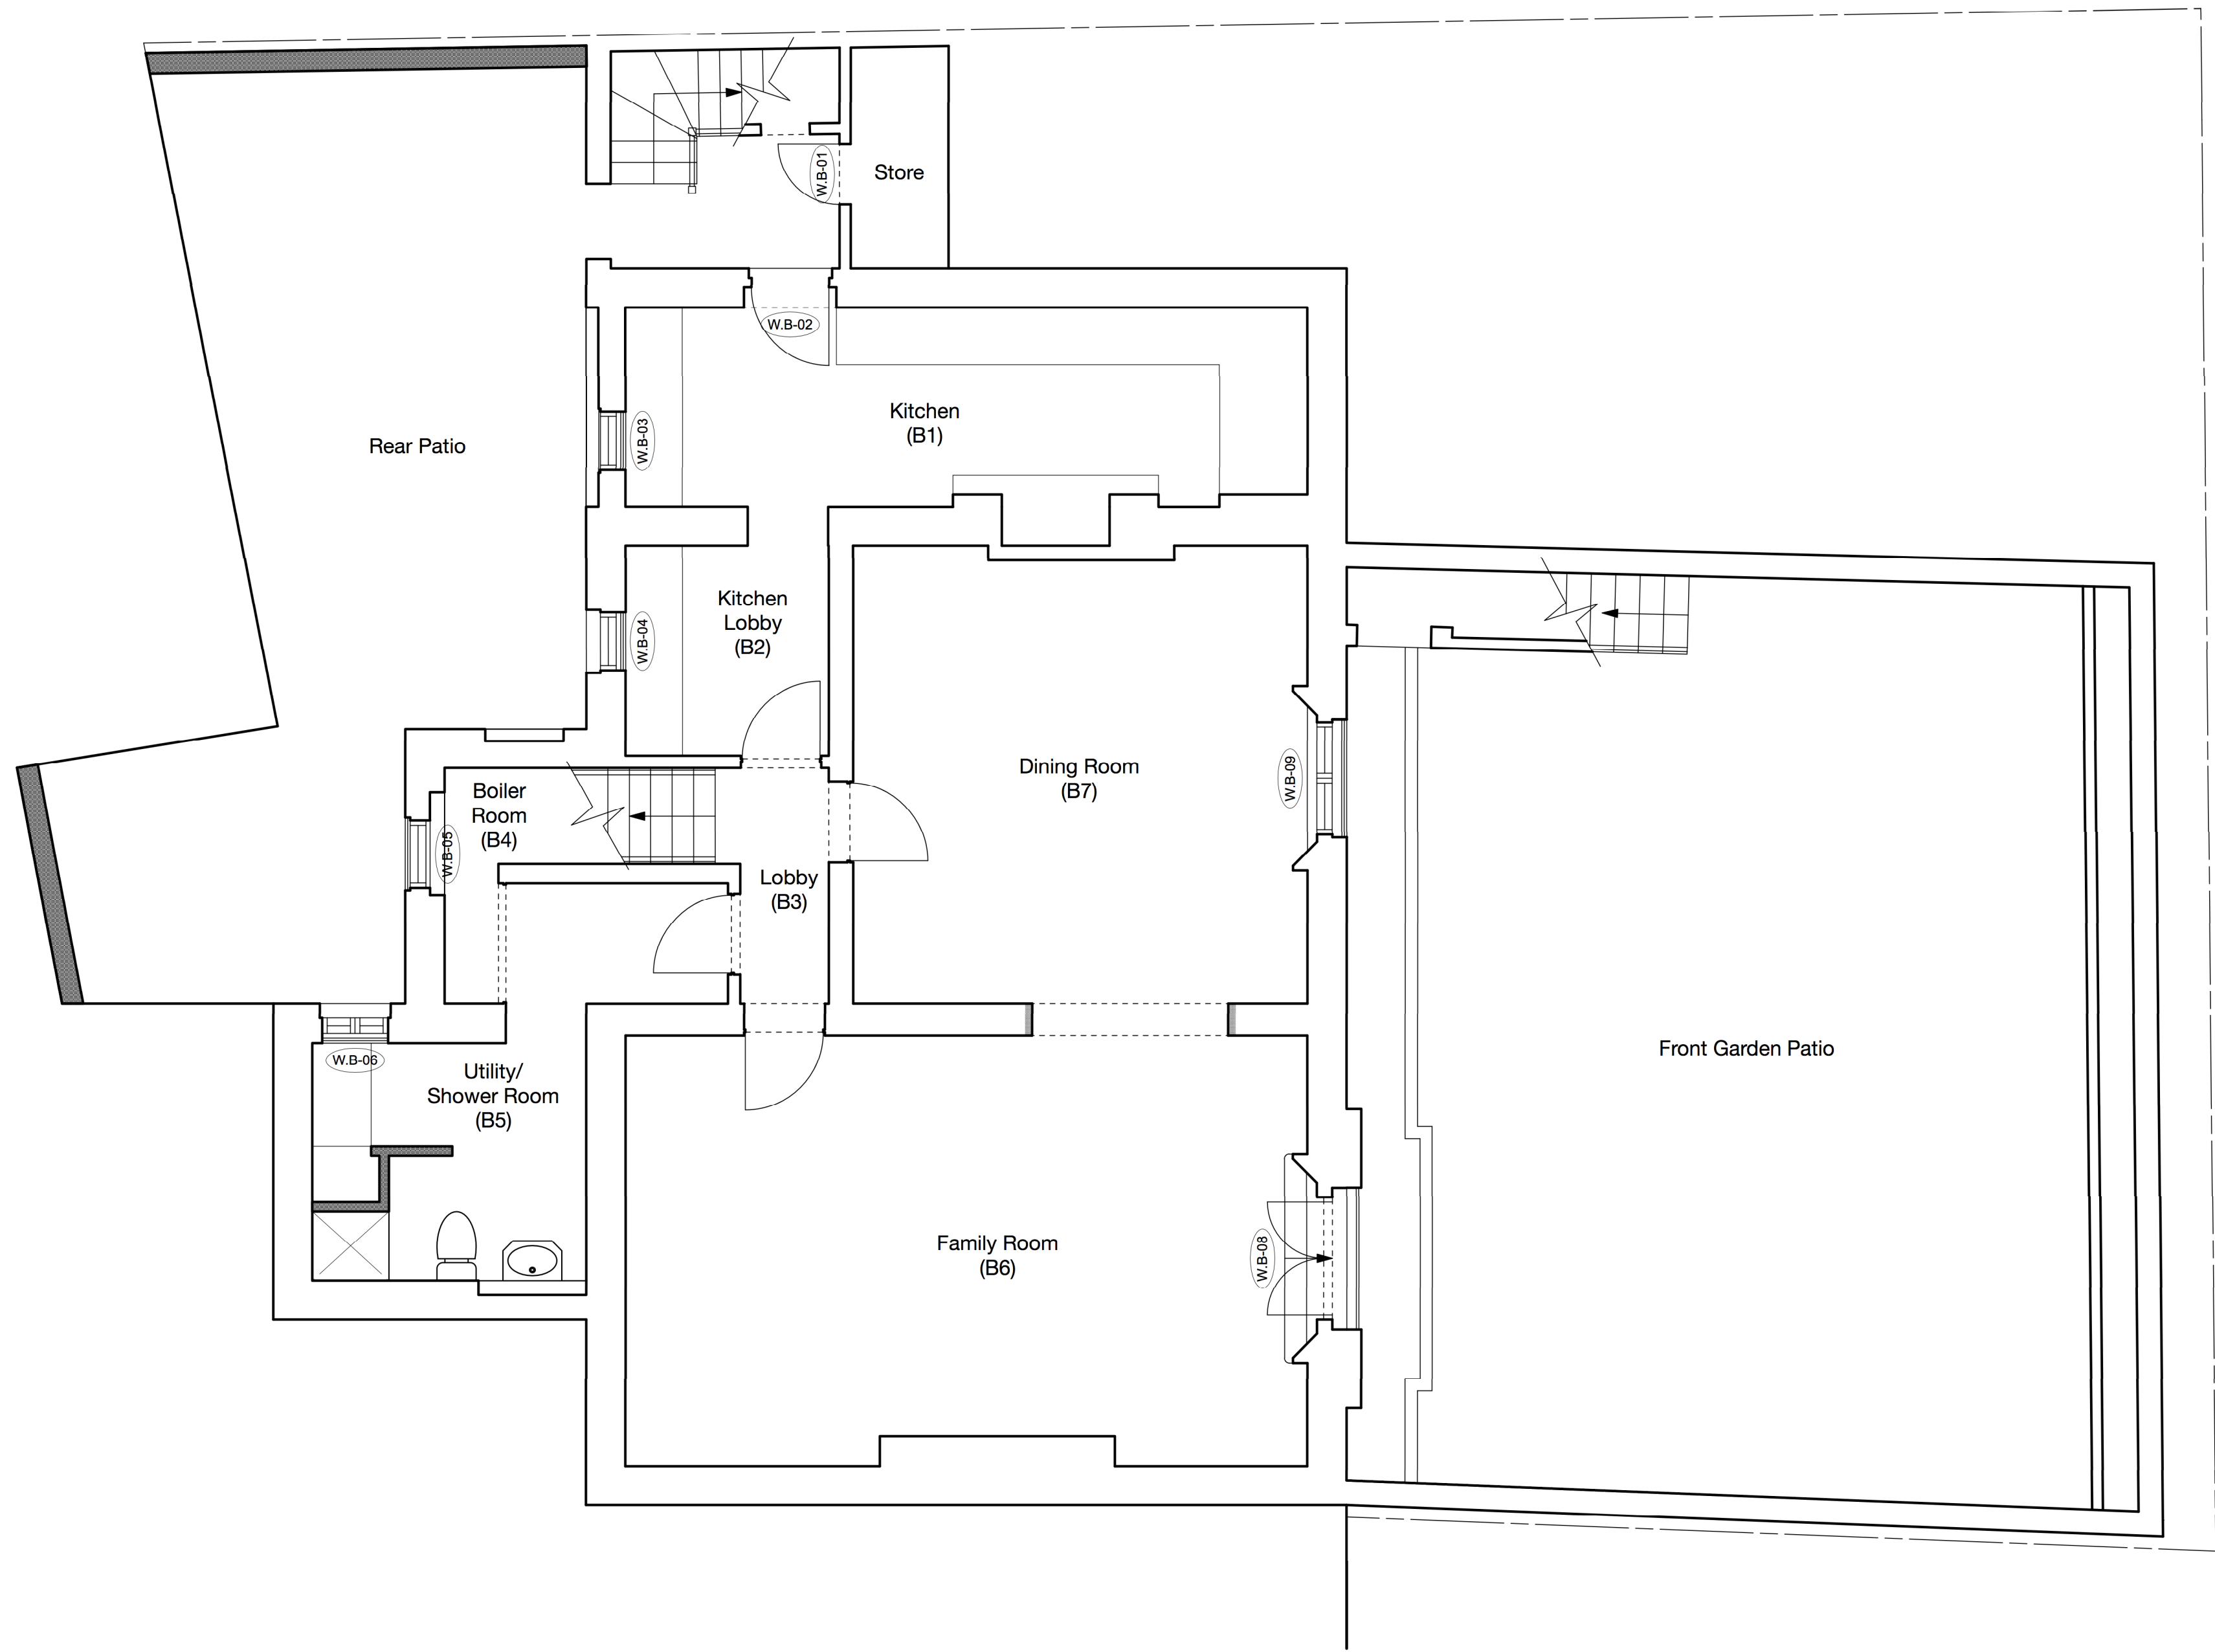 W.B-01
Store
W.B-02
Kitchen
(B1)
W.B-03
Rear Patio
Kitchen
Lobby
(B2)
W.B-04
Dining Room
(B7)
W.B-09
Boiler
Room
(B4)
W.B-05
Lobby
(B3)
Front Garden Patio
W.B-06
Utility/
Shower Room
(B5)
Family Room
(B6)
W.B-08